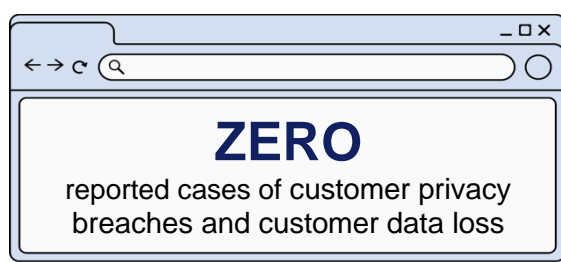 ZERO
reported cases of customer privacy
breaches and customer data loss